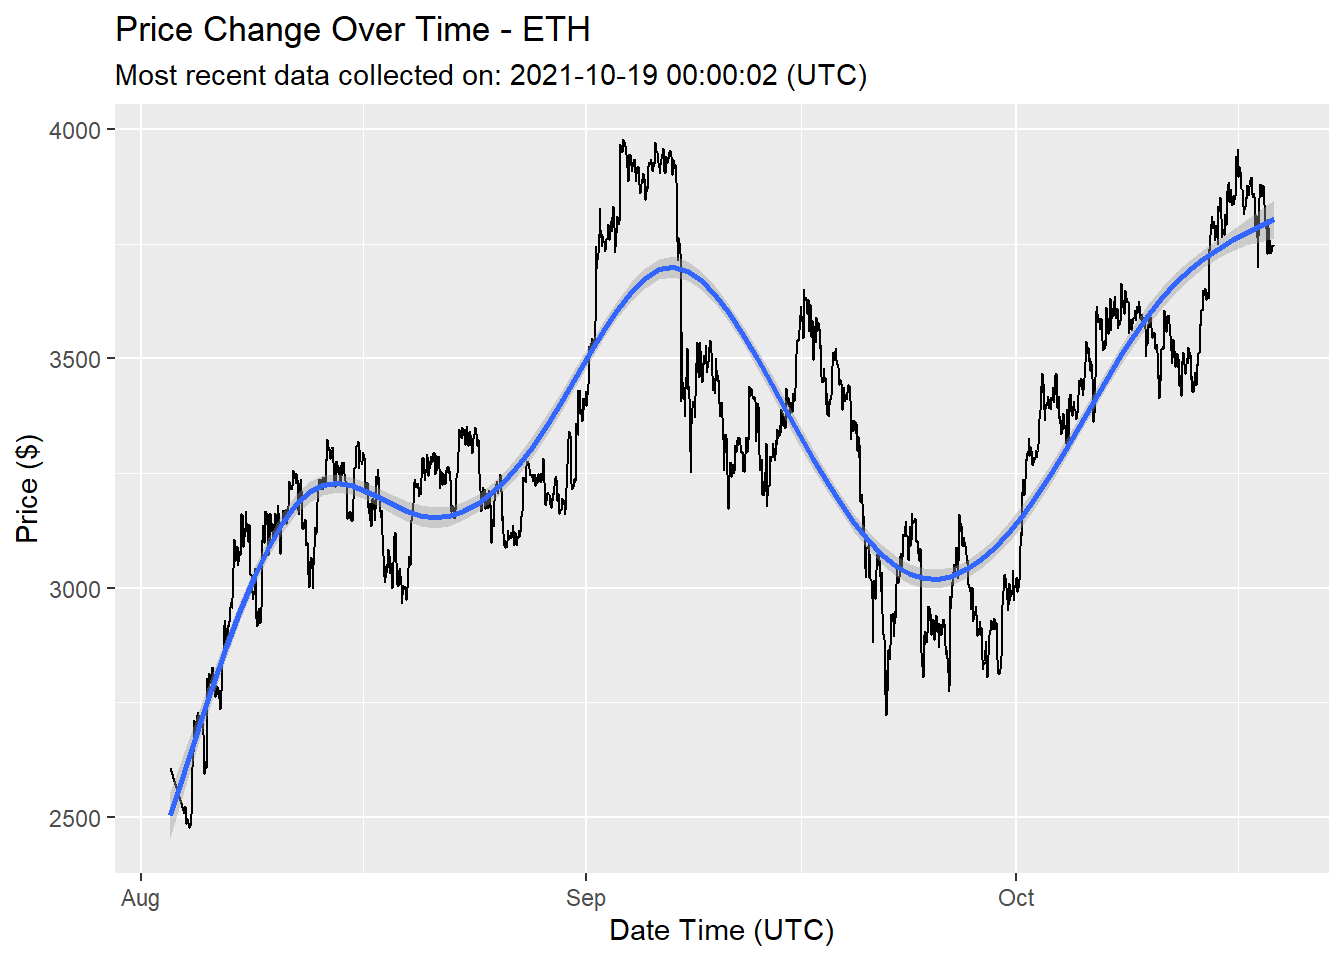 Price Change Over Time - ETH
Most recent data collected on: 2021-10-19 00:00:02 (UTC)
4000
3500
3000
2500
Price ($)
Aug
Sep
Oct
Date Time (UTC)